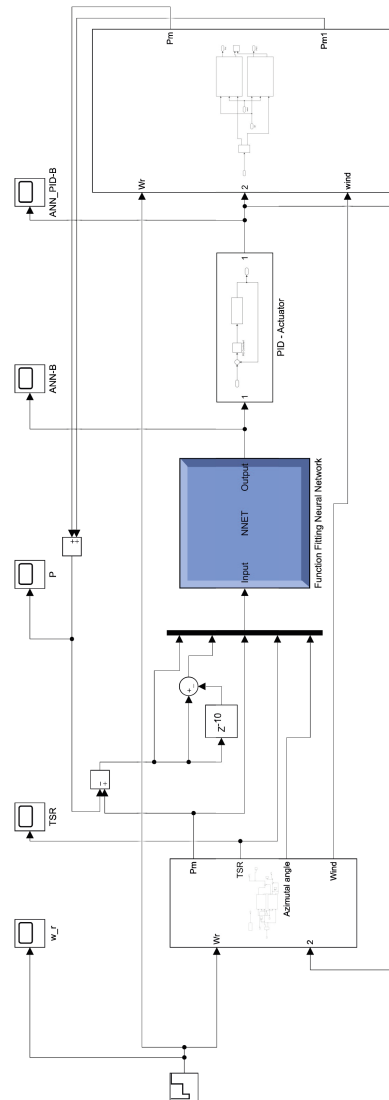 w_r
TSR
P
ANN-B
ANN_PID-B
Wr
2
Pm
TSR
Azimutal angle
Wind
Z-10
+
-
Input
NNET
Output
Function Fitting Neural Network
1
1
PID - Actuator
Wr
2
wind
Pm
Pm1